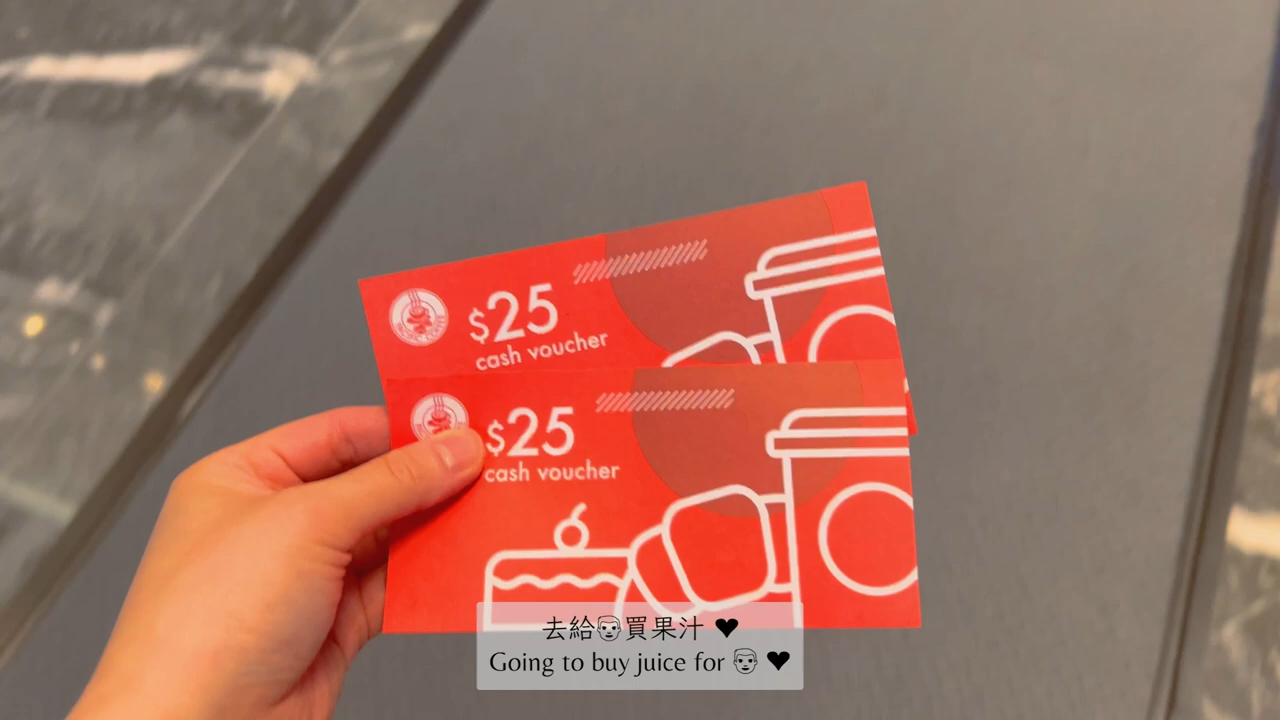 $25
cash voucher
$25
cash voucher
去給👨🏻買果汁 ♥
Going to buy juice for 👨🏻 ♥